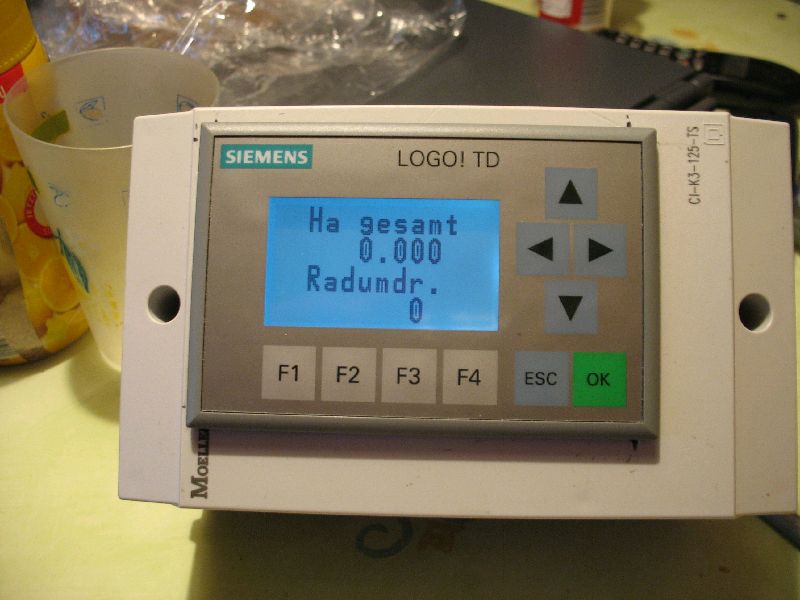 SIEMENS
LOGO! TD
CI-K3-125-TS
Ha gesamt
0.000
Radumdr.
0
F1 F2 F3 F4 ESC OK
MOELLE